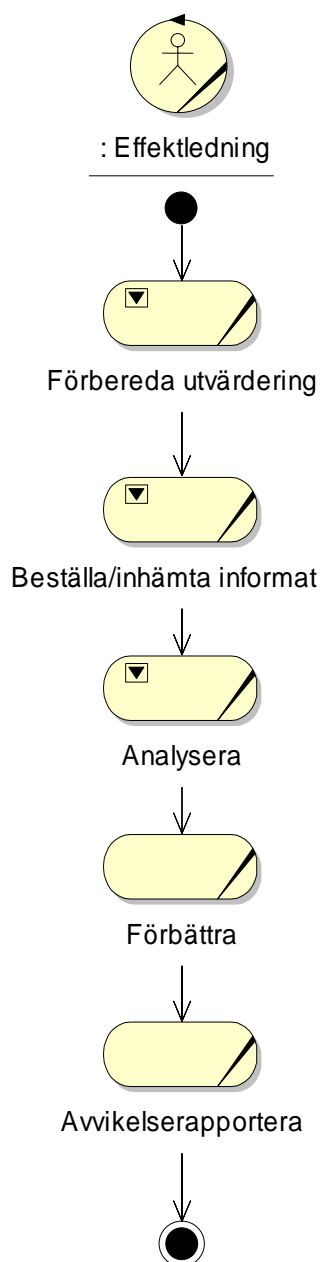 : Effektledning
Förbereda utvärdering
Beställa/inhämta informat
Analysera
Förbättra
Avvikelserapportera